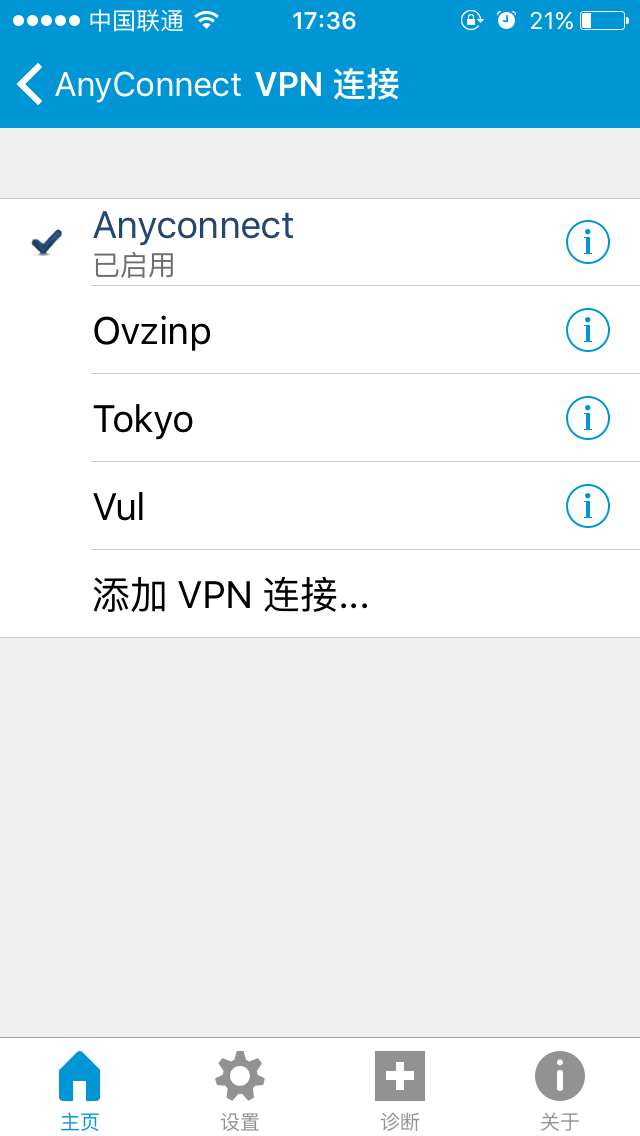 中国联通 17:36 21%
AnyConnect VPN 连接
Anyconnect
已启用
Ovzinp
Tokyo
Vul
添加 VPN 连接...
主页 设置 诊断 关于